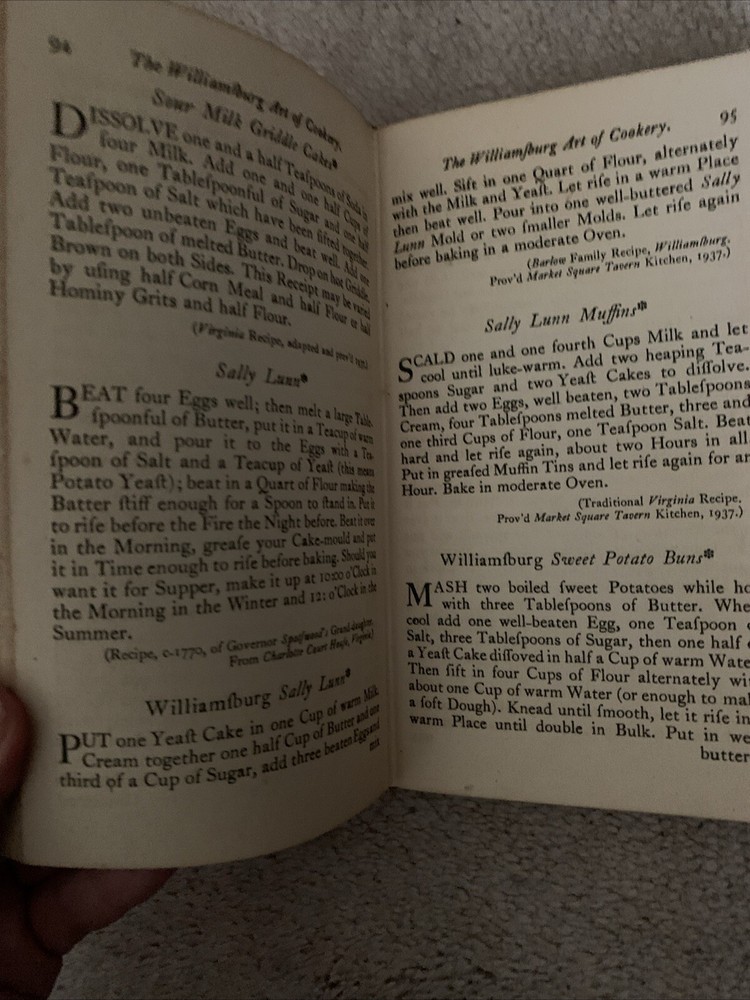 94
The Williamſburg Art of Cookery.
Sour Milk Griddle Cakes*
DISSOLVE one and a half Teaſpoons of Soda in
four Milk. Add one and one half Cups of
Flour, one Tableſpoonful of Sugar and one half
Teaſpoon of Salt which have been ſifted together.
Add two unbeaten Eggs and beat well. Add one
Tableſpoon of melted Butter. Drop on hot Griddle.
Brown on both Sides. This Receipt may be varied
by uſing half Corn Meal and half Flour or half
Hominy Grits and half Flour.
(Virginia Recipe, adapted and prov'd 1937.)
Sally Lunn*
BEAT four Eggs well; then melt a large Table-
ſpoonful of Butter, put it in a Teacup of warm
Water, and pour it to the Eggs with a Tea-
ſpoon of Salt and a Teacup of Yeaſt (this means
Potato Yeaſt); beat in a Quart of Flour making the
Batter ſtiff enough for a Spoon to ſtand in. Put it
to riſe before the Fire the Night before. Beat it over
in the Morning, greaſe your Cake-mould and put
it in Time enough to riſe before baking. Should you
want it for Supper, make it up at 10:00 o'Clock in
the Morning in the Winter and 12: o'Clock in the
Summer.
(Recipe, c-1770, of Governor Spotſwood's Grand-daughter.
From Charlotte Court Houſe, Virginia)
Williamſburg Sally Lunn*
PUT one Yeaſt Cake in one Cup of warm Milk.
Cream together one half Cup of Butter and one
third of a Cup of Sugar, add three beaten Eggs and
mix
95
The Williamſburg Art of Cookery.
mix well. Sift in one Quart of Flour, alternately
with the Milk and Yeaſt. Let riſe in a warm Place
then beat well. Pour into one well-buttered Sally
Lunn Mold or two ſmaller Molds. Let riſe again
before baking in a moderate Oven.
(Barlow Family Recipe, Williamſburg.
Prov'd Market Square Tavern Kitchen, 1937.)
Sally Lunn Muffins*
SCALD one and one fourth Cups Milk and let
cool until luke-warm. Add two heaping Tea-
spoons Sugar and two Yeaſt Cakes to diſſolve.
Then add two Eggs, well beaten, two Tableſpoons
Cream, four Tableſpoons melted Butter, three and
one third Cups of Flour, one Teaſpoon Salt. Beat
hard and let riſe again, about two Hours in all.
Put in greaſed Muffin Tins and let riſe again for an
Hour. Bake in moderate Oven.
(Traditional Virginia Recipe.
Prov'd Market Square Tavern Kitchen, 1937.)
Williamſburg Sweet Potato Buns*
MASH two boiled ſweet Potatoes while ho
with three Tableſpoons of Butter. Whe
cool add one well-beaten Egg, one Teaſpoon o
Salt, three Tableſpoons of Sugar, then one half o
a Yeaſt Cake diſſoved in half a Cup of warm Wate
Then ſift in four Cups of Flour alternately wi
about one Cup of warm Water (or enough to mak
a ſoft Dough). Knead until ſmooth, let it riſe in
warm Place until double in Bulk. Put in we
butter